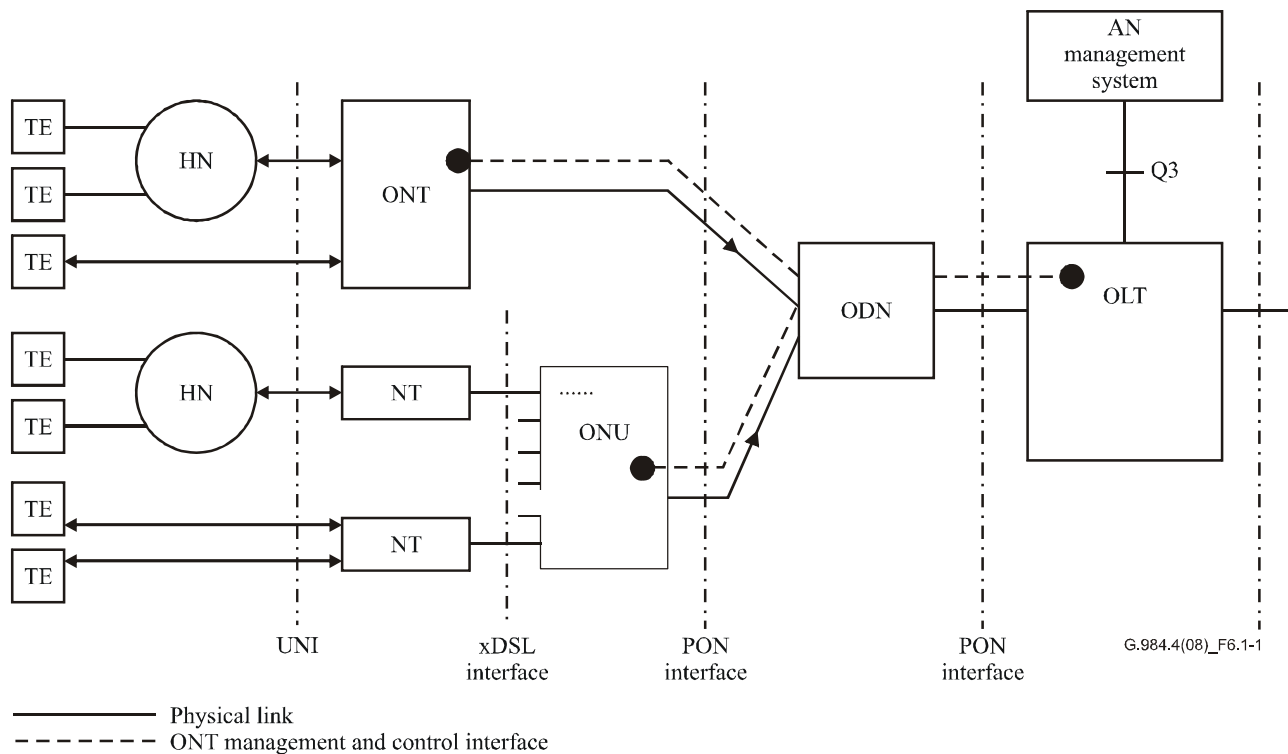 AN
management
system
TE
HN
TE
ONT
Q3
TE
ODN
OLT
TE
HN
NT
......
TE
ONU
TE
NT
TE
UNI
xDSL
interface
PON
interface
PON
interface
G.984.4(08)_F6.1-1
Physical link
ONT management and control interface